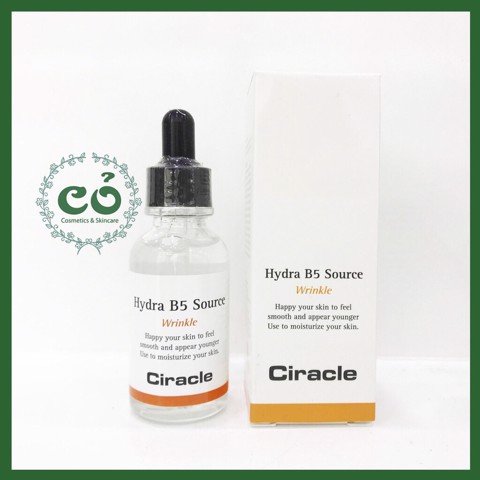 CỎ
Cosmetics & Skincare
Hydra B5 Source
Wrinkle
Happy your skin to feel
smooth and appear younger
Use to moisturize your skin.
Ciracle
Hydra B5 Source
Wrinkle
Happy your skin to feel
smooth and appear younger
Use to moisturize your skin.
Ciracle